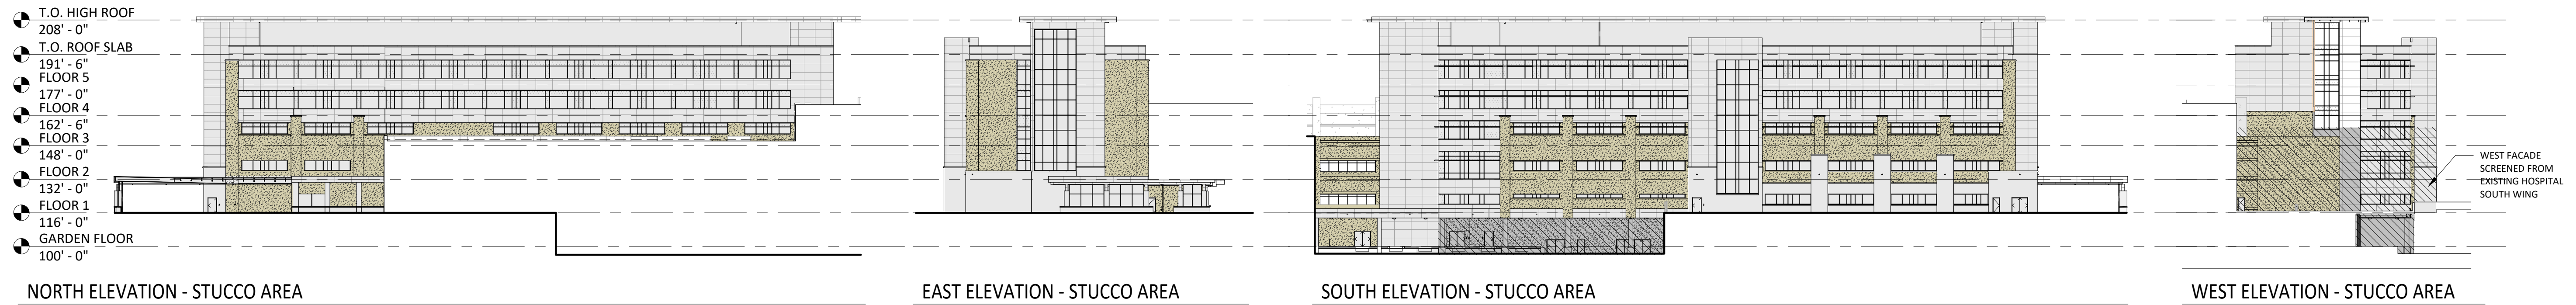 T.O. HIGH ROOF
208' - 0"
T.O. ROOF SLAB
191' - 6"
FLOOR 5
177' - 0"
FLOOR 4
162' - 6"
FLOOR 3
148' - 0"
FLOOR 2
132' - 0"
FLOOR 1
116' - 0"
GARDEN FLOOR
100' - 0"
WEST FACADE
SCREENED FROM
EXISTING HOSPITAL
SOUTH WING
NORTH ELEVATION - STUCCO AREA
EAST ELEVATION - STUCCO AREA
SOUTH ELEVATION - STUCCO AREA
WEST ELEVATION - STUCCO AREA